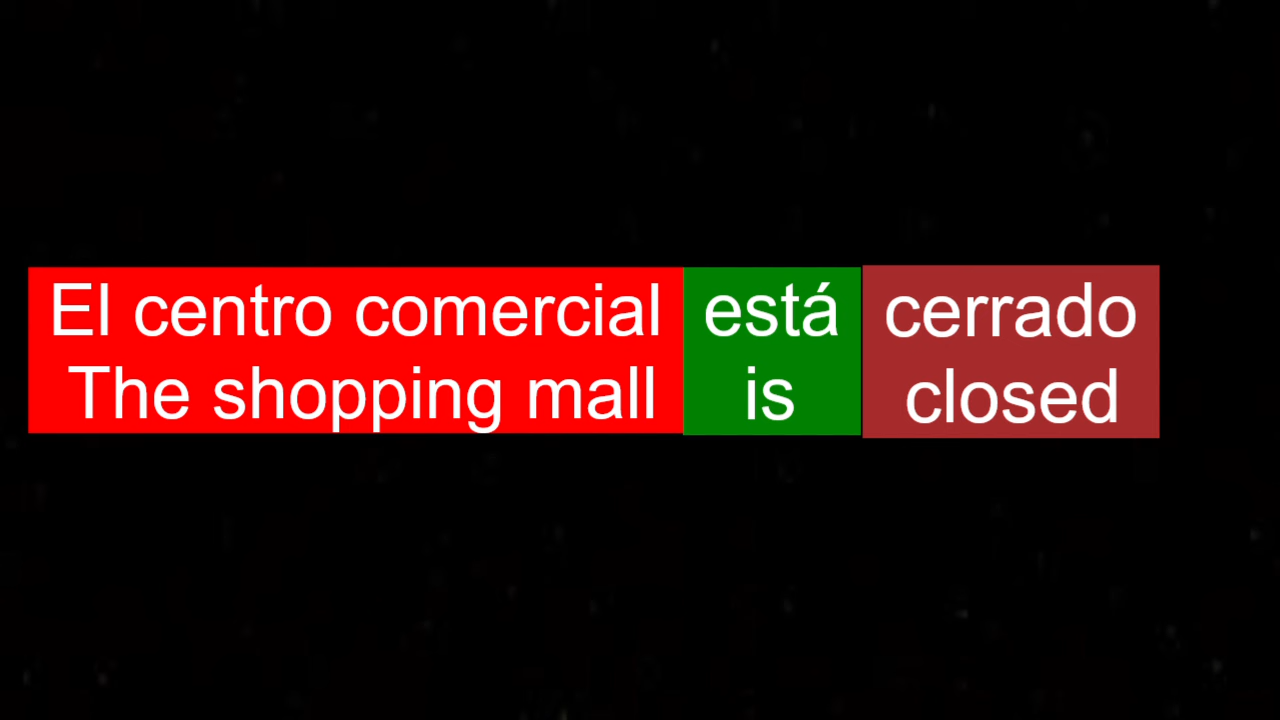 El centro comercial está cerrado
The shopping mall is closed